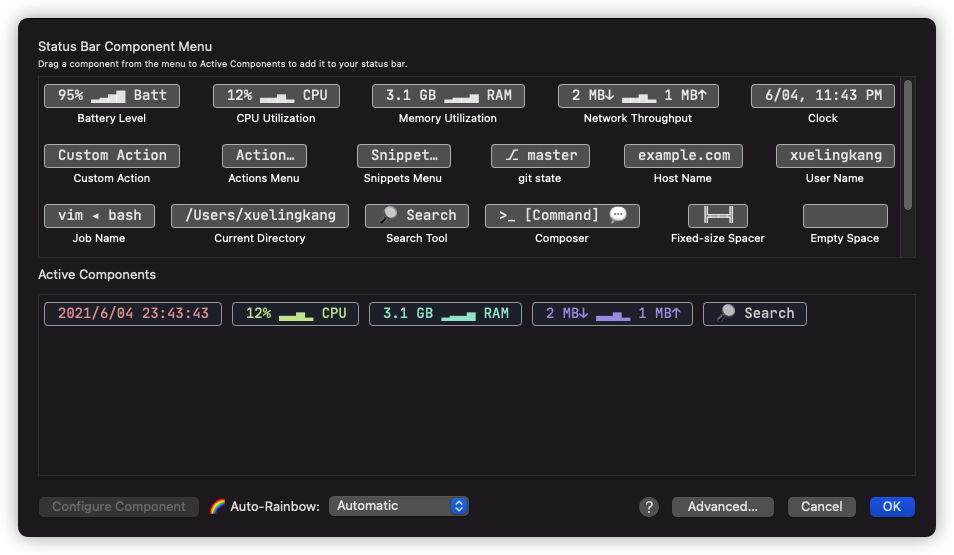 Status Bar Component Menu
Drag a component from the menu to Active Components to add it to your status bar.
95% Batt 12% CPU 3.1 GB RAM 2 MB↓ 1 MB↑ 6/04, 11:43 PM
Battery Level CPU Utilization Memory Utilization Network Throughput Clock
Custom Action Action… Snippet… ⎇ master example.com xuelingkang
Custom Action Actions Menu Snippets Menu git state Host Name User Name
vim ◂ bash /Users/xuelingkang 🔎 Search >_ [Command] 💬
Job Name Current Directory Search Tool Composer Fixed-size Spacer Empty Space
Active Components
2021/6/04 23:43:43 12% CPU 3.1 GB RAM 2 MB↓ 1 MB↑ 🔎 Search
Configure Component 🌈 Auto-Rainbow: Automatic ? Advanced... Cancel OK